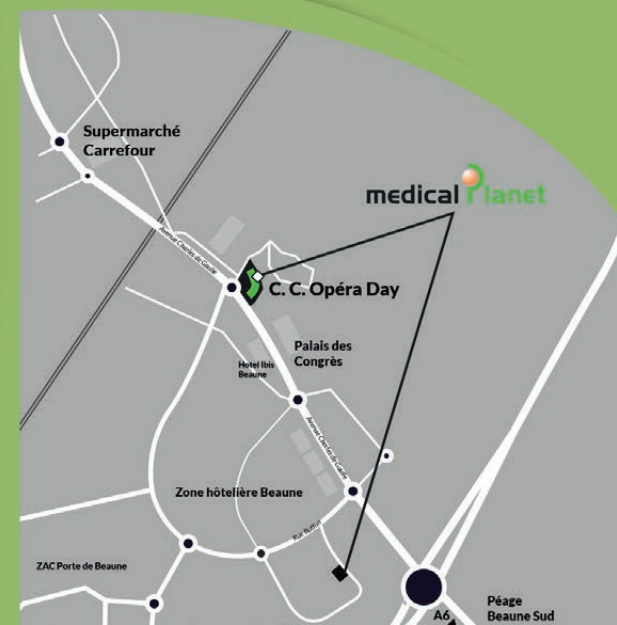 Supermarché
Carrefour
medical Planet
Avenue Charles de Gaulle
C. C. Opéra Day
Palais des
Congrès
Hotel Ibis
Beaune
Avenue Charles de Gaulle
Zone hôtelière Beaune
Rue Buffon
ZAC Porte de Beaune
Péage
Beaune Sud
A6